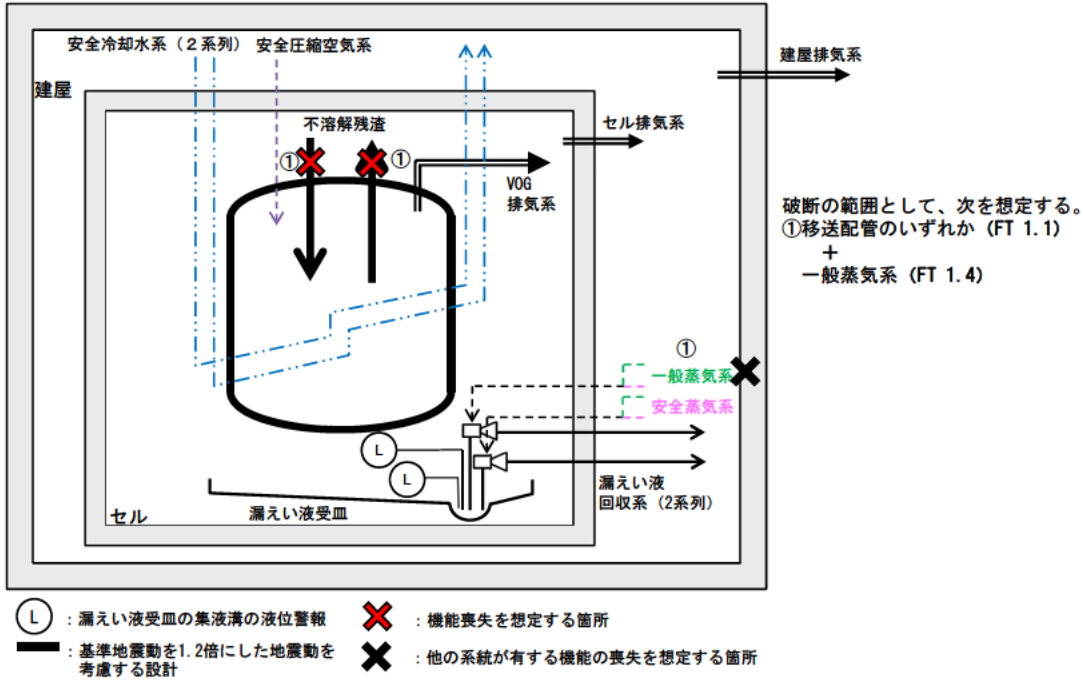 安全冷却水系（２系列）
安全圧縮空気系
建屋排気系
建屋
不溶解残渣
セル排気系
①
①
VOG
排気系
破断の範囲として、次を想定する。
①移送配管のいずれか（FT 1.1）
＋
一般蒸気系（FT 1.4）
①
一般蒸気系
安全蒸気系
L
L
漏えい液
回収系（2系列）
漏えい液受皿
セル
L
：漏えい液受皿の集液溝の液位警報
：機能喪失を想定する箇所
：基準地震動を1.2倍にした地震動を
考慮する設計
：他の系統が有する機能の喪失を想定する箇所